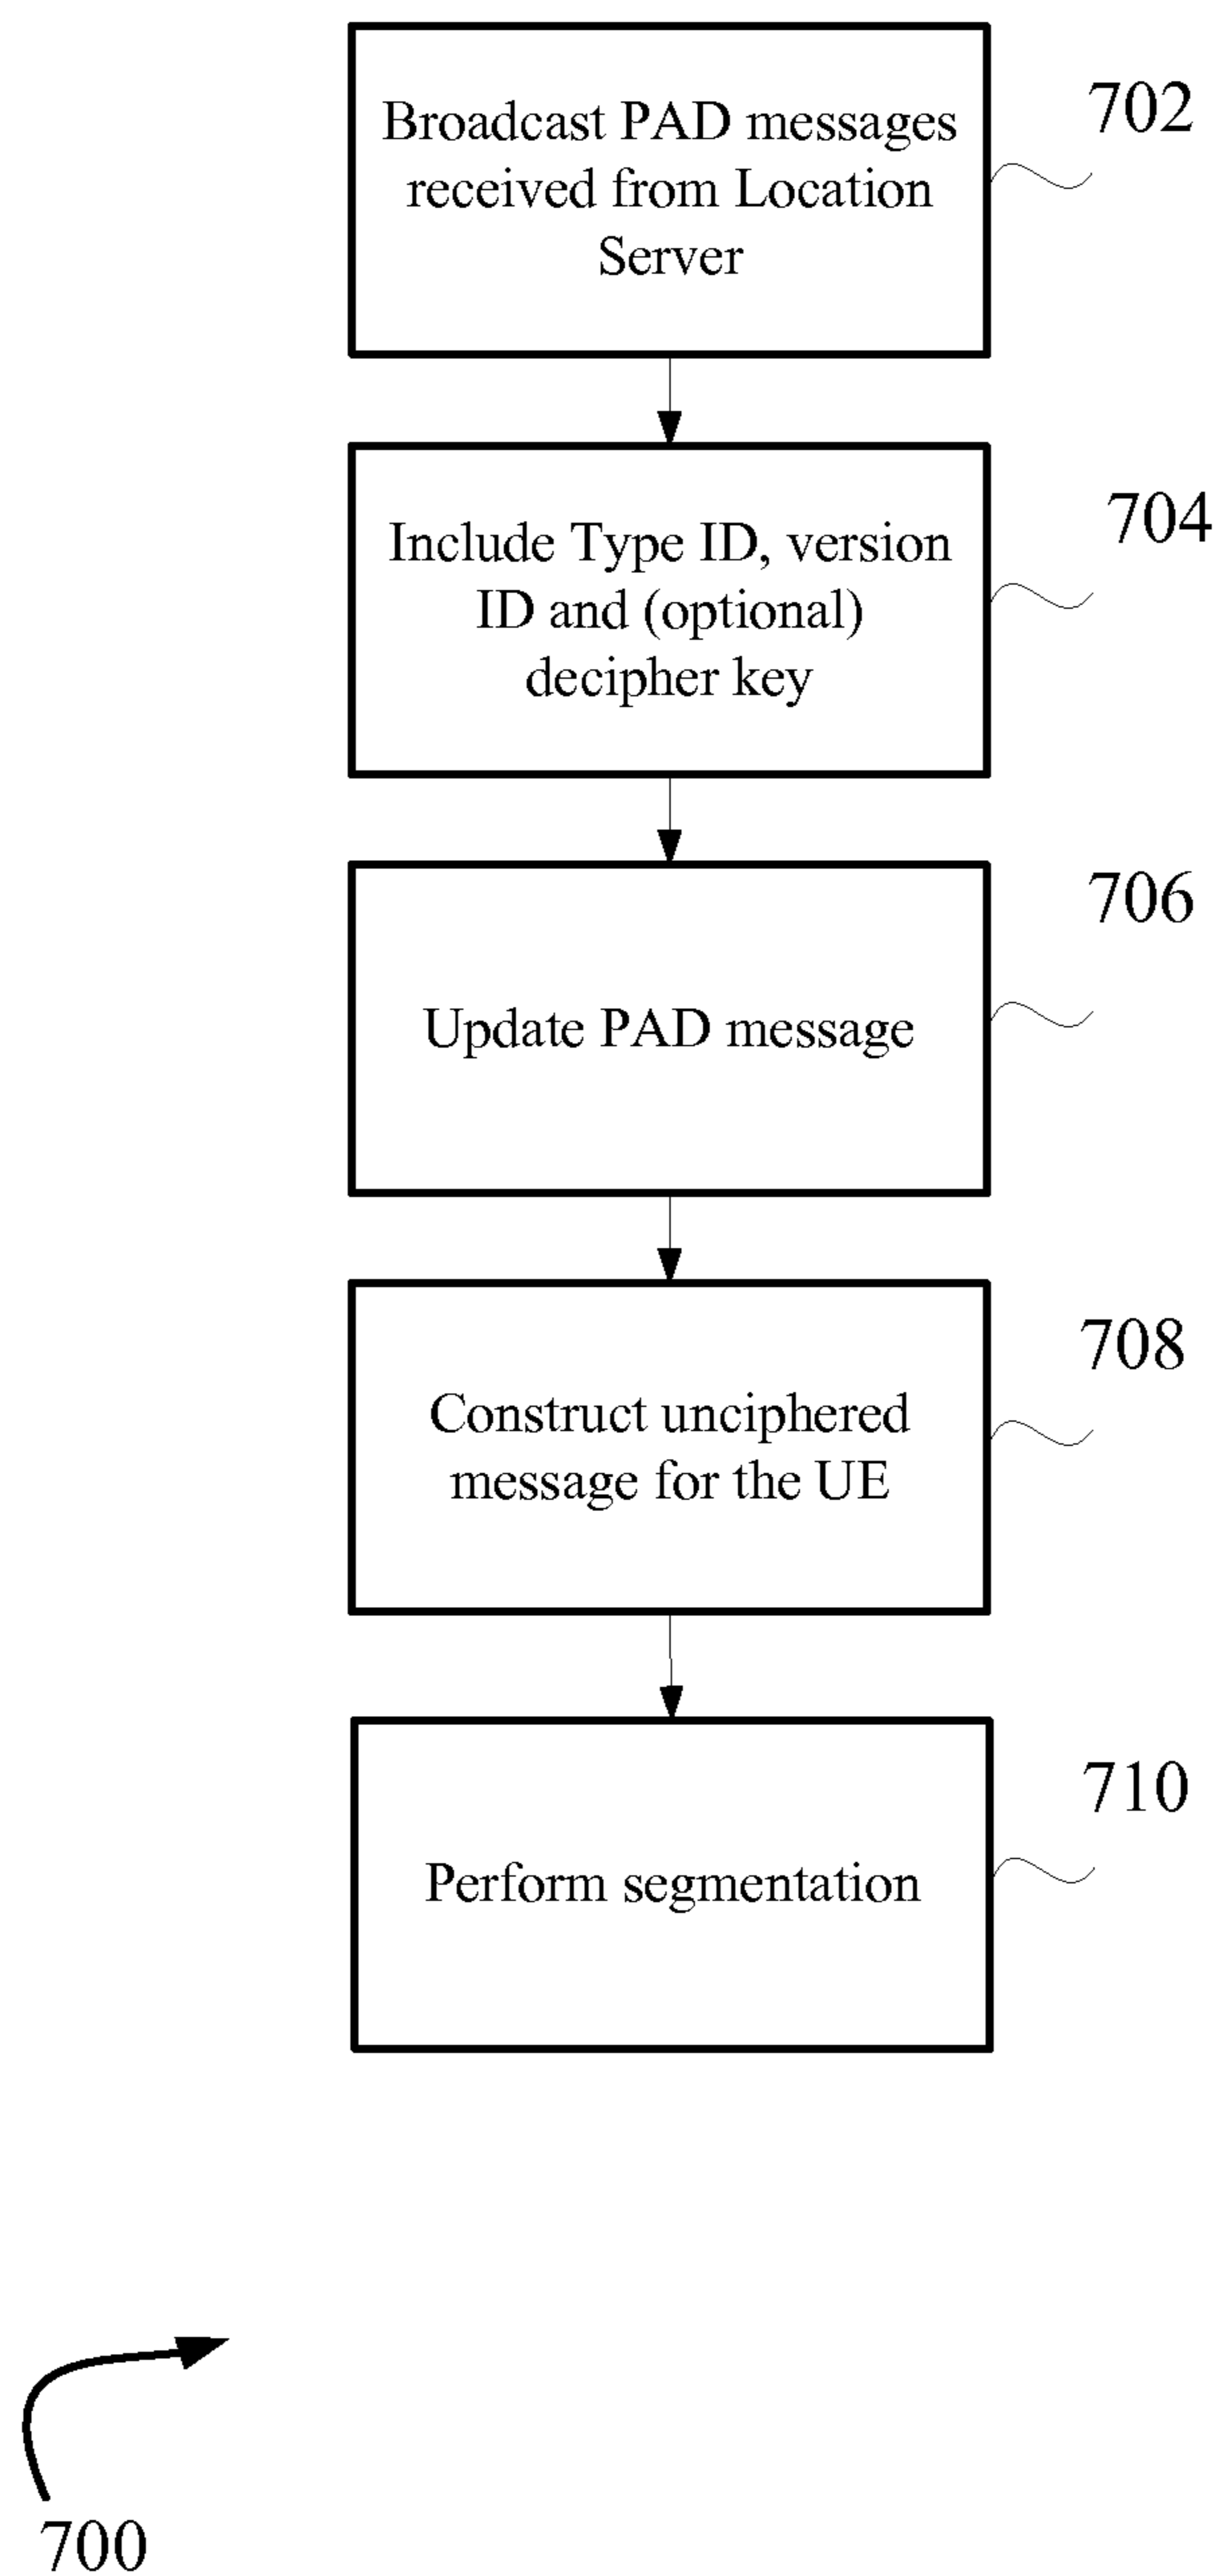 Broadcast PAD messages
received from Location
Server
702
Include Type ID, version
ID and (optional)
decipher key
704
Update PAD message
706
Construct unciphered
message for the UE
708
Perform segmentation
710
700